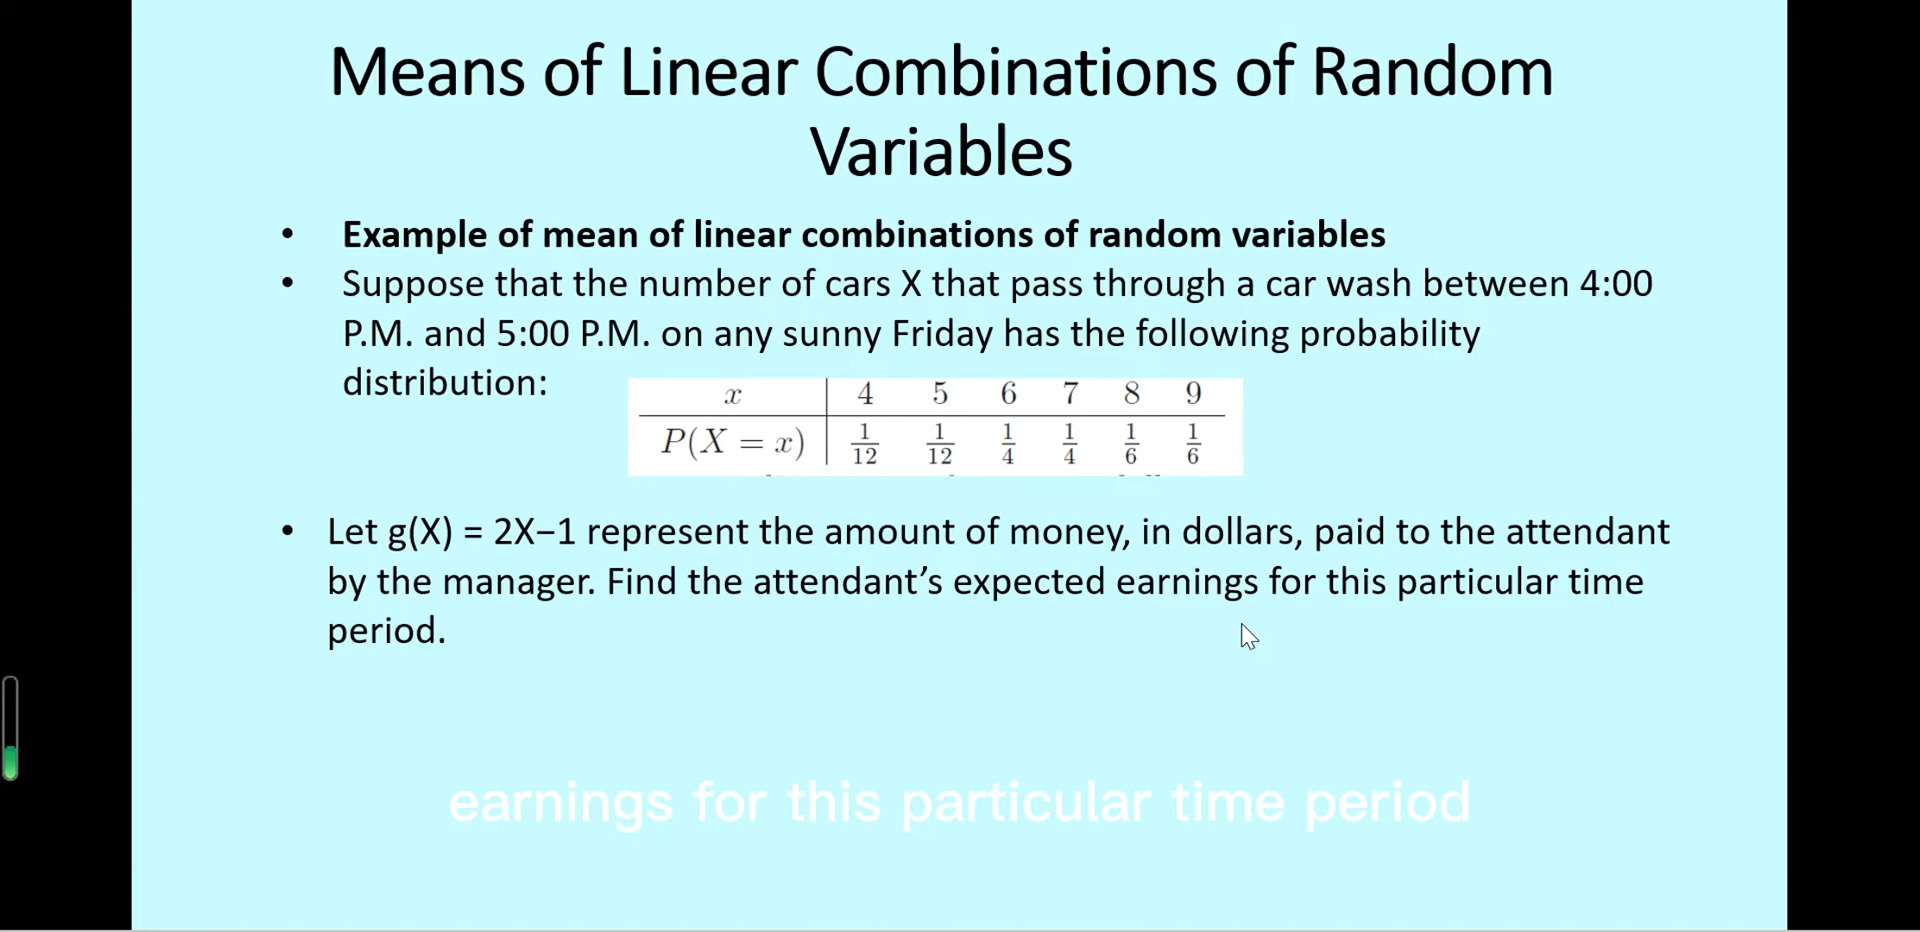 Means of Linear Combinations of Random
Variables
• Example of mean of linear combinations of random variables
• Suppose that the number of cars X that pass through a car wash between 4:00
P.M. and 5:00 P.M. on any sunny Friday has the following probability
distribution:
x 4 5 6 7 8 9
P(X = x) 1/12 1/12 1/4 1/4 1/6 1/6
• Let g(X) = 2X−1 represent the amount of money, in dollars, paid to the attendant
by the manager. Find the attendant’s expected earnings for this particular time
period.
earnings for this particular time period